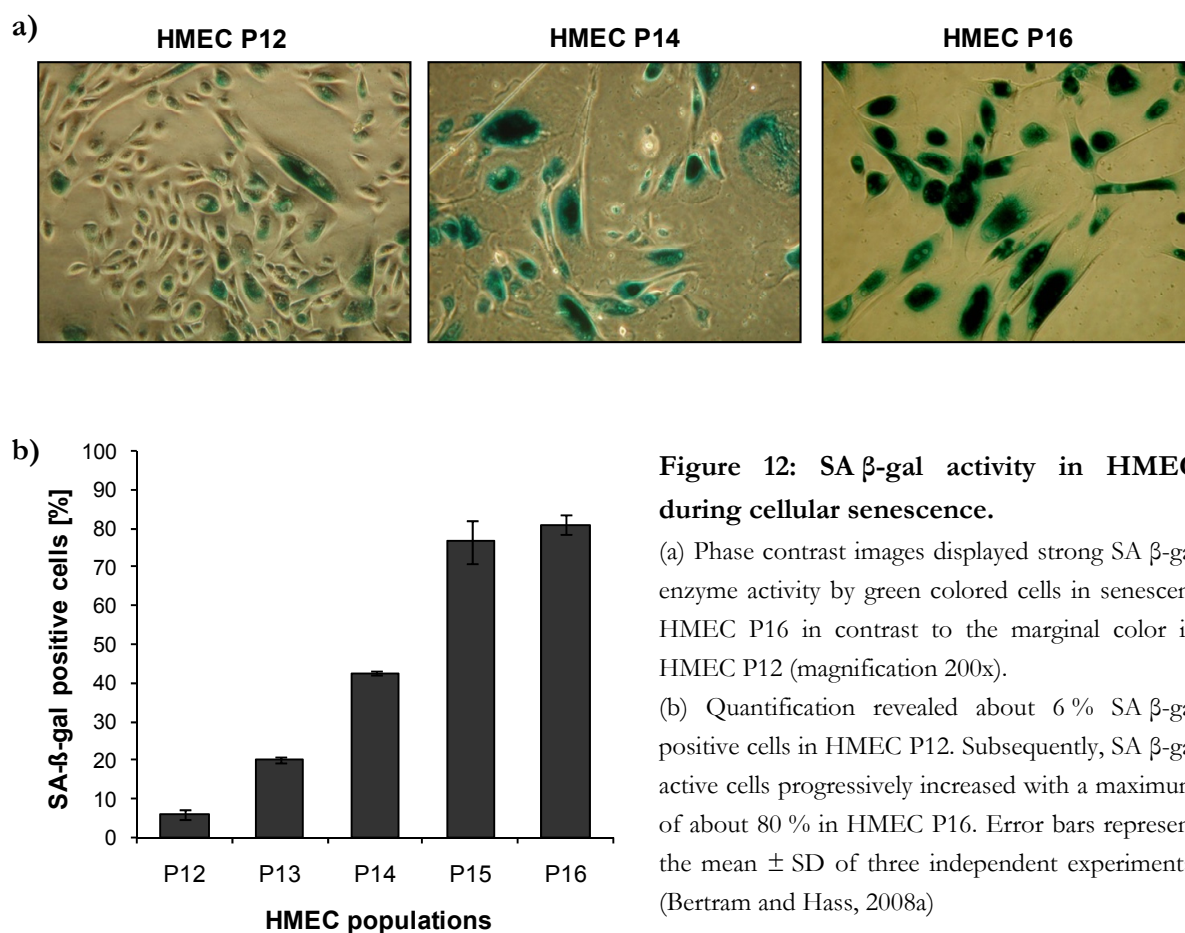 a)
HMEC P12
HMEC P14
HMEC P16
b)
100
90
80
70
60
50
40
30
20
10
0
SA-ß-gal positive cells [%]
P12
P13
P14
P15
P16
HMEC populations
Figure 12: SA β-gal activity in HMEC
during cellular senescence.
(a) Phase contrast images displayed strong SA β-ga
enzyme activity by green colored cells in senescen
HMEC P16 in contrast to the marginal color i
HMEC P12 (magnification 200x).
(b) Quantification revealed about 6 % SA β-ga
positive cells in HMEC P12. Subsequently, SA β-ga
active cells progressively increased with a maximum
of about 80 % in HMEC P16. Error bars represen
the mean ± SD of three independent experiment
(Bertram and Hass, 2008a)